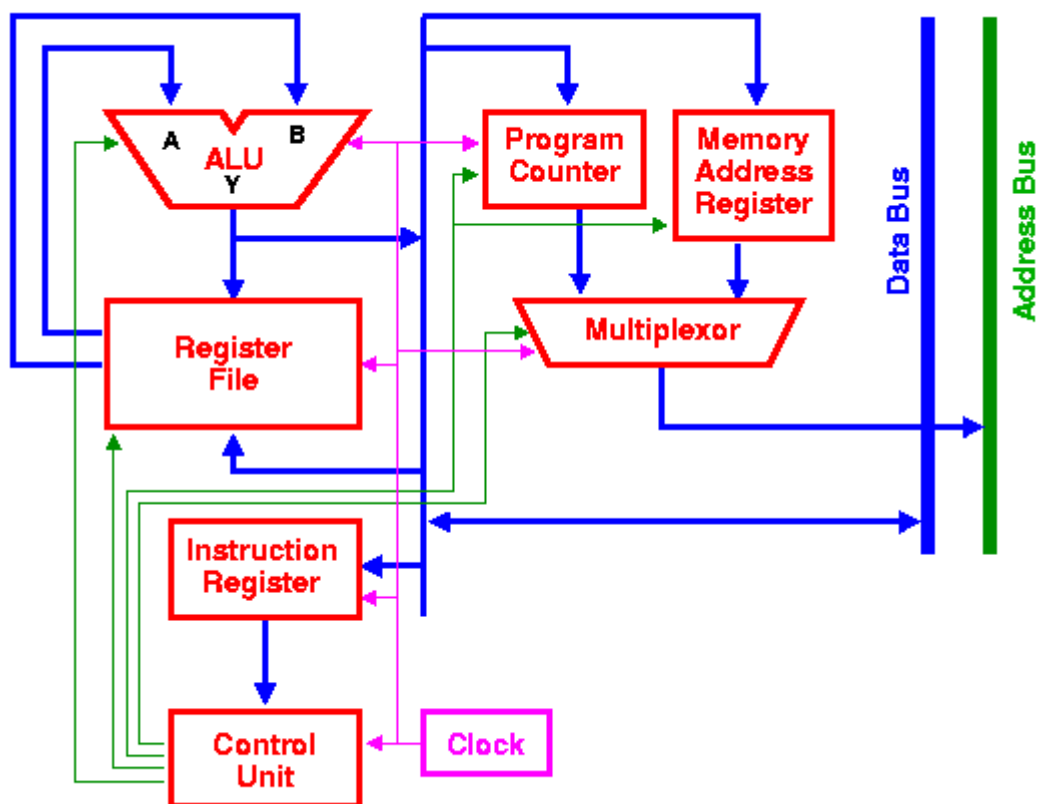 A
B
ALU
Y
Program
Counter
Memory
Address
Register
Data Bus
Address Bus
Register
File
Multiplexor
Instruction
Register
Control
Unit
Clock